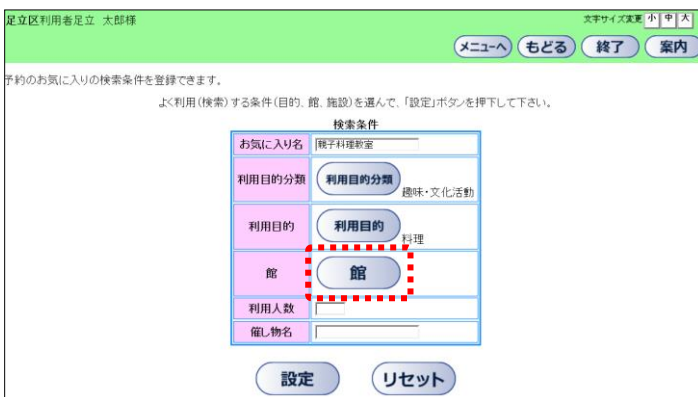 足立区利用者足立 太郎様
文字サイズ変更 小 中 大
メニューへ もどる 終了 案内
予約のお気に入りの検索条件を登録できます。
よく利用(検索)する条件(目的、館、施設)を選んで、「設定」ボタンを押下して下さい。
検索条件
お気に入り名 親子料理教室
利用目的分類 利用目的分類 趣味・文化活動
利用目的 利用目的 料理
館 館
利用人数
催し物名
設定 リセット